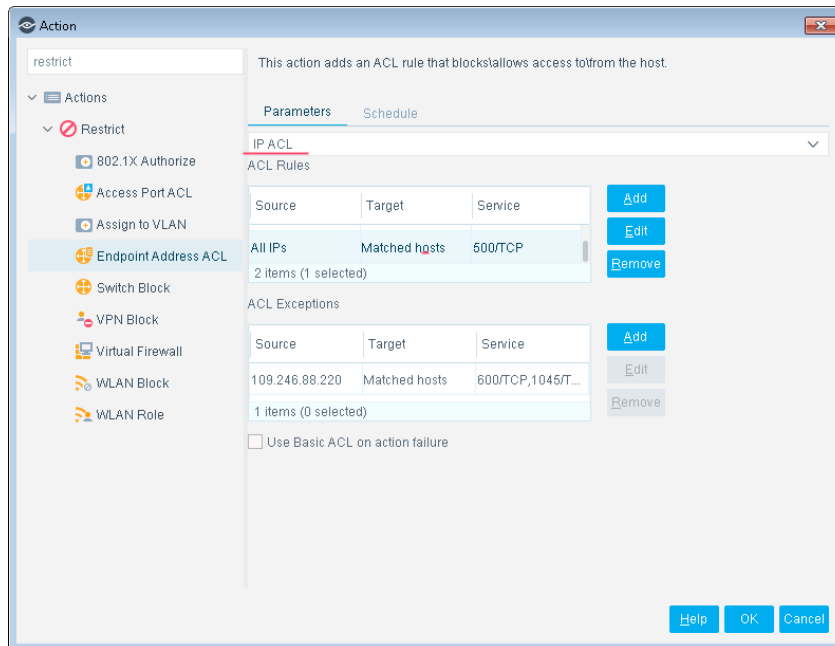 Action
restrict
This action adds an ACL rule that blocks\allows access to\from the host.
Actions
Restrict
802.1X Authorize
Access Port ACL
Assign to VLAN
Endpoint Address ACL
Switch Block
VPN Block
Virtual Firewall
WLAN Block
WLAN Role
Parameters Schedule
IP ACL
ACL Rules
Source Target Service
All IPs Matched hosts 500/TCP
2 items (1 selected)
Add
Edit
Remove
ACL Exceptions
Source Target Service
109.246.88.220 Matched hosts 600/TCP,1045/T...
1 items (0 selected)
Add
Edit
Remove
Use Basic ACL on action failure
Help OK Cancel